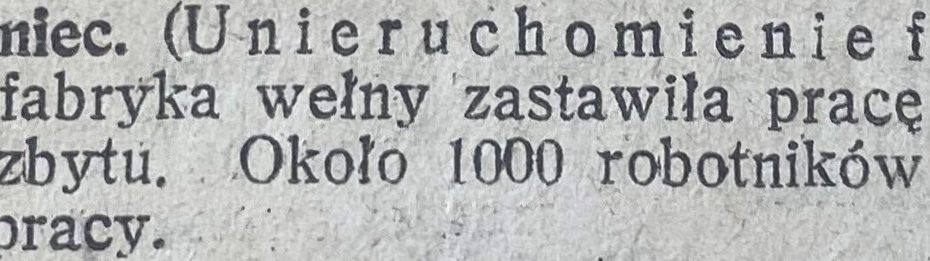 niec. (Unieruchomienie f
fabryka wełny zastawiła pracę
zbytu. Około 1000 robotników
pracy.